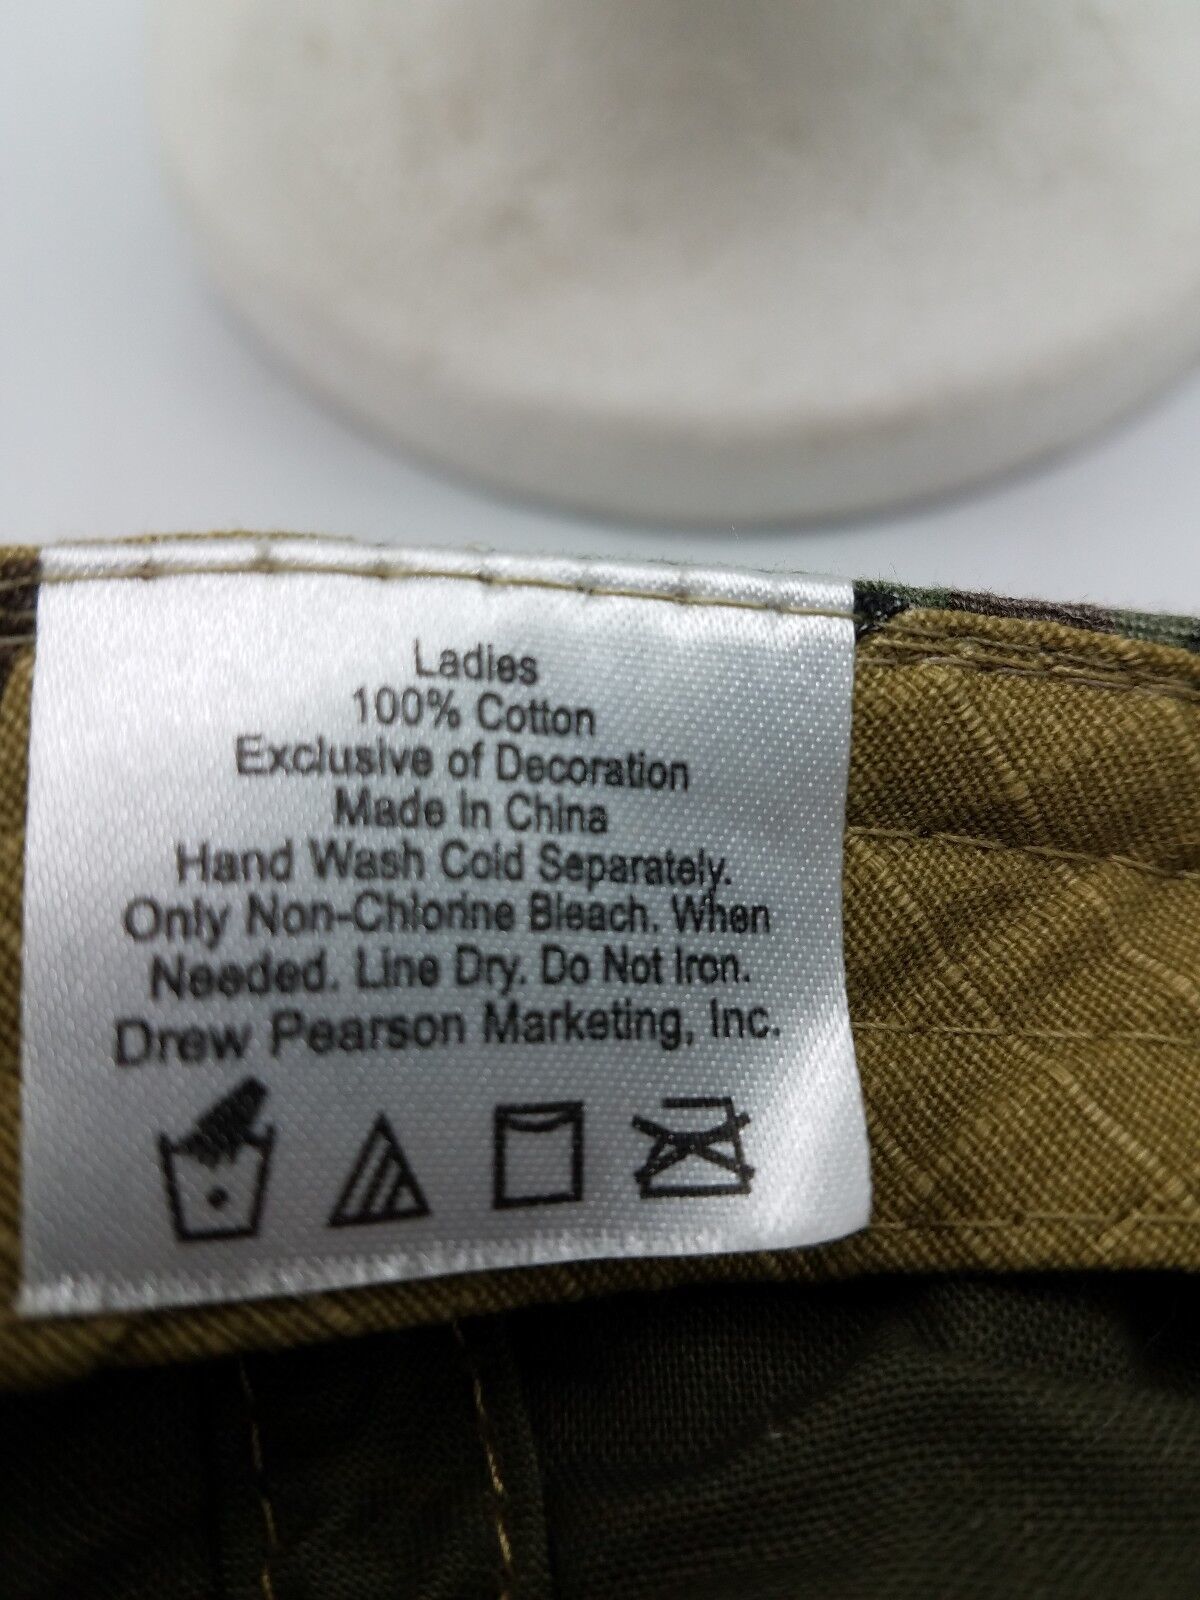 Ladies
100% Cotton
Exclusive of Decoration
Made in China
Hand Wash Cold Separately.
Only Non-Chlorine Bleach. When
Needed. Line Dry. Do Not Iron.
Drew Pearson Marketing, Inc.